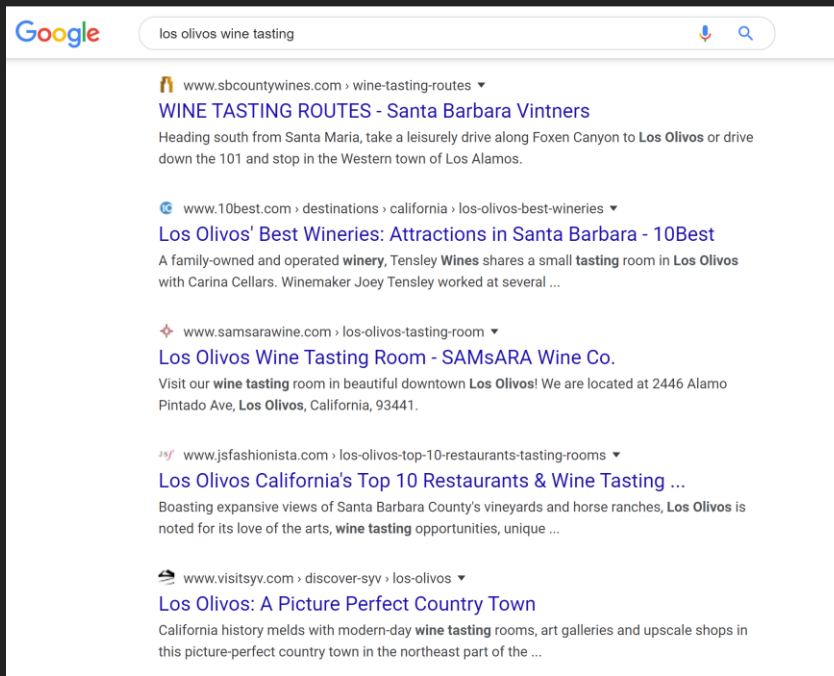 Google
los olivos wine tasting
www.sbcountywines.com › wine-tasting-routes
WINE TASTING ROUTES - Santa Barbara Vintners
Heading south from Santa Maria, take a leisurely drive along Foxen Canyon to Los Olivos or drive
down the 101 and stop in the Western town of Los Alamos.
www.10best.com › destinations › california › los-olivos-best-wineries
Los Olivos' Best Wineries: Attractions in Santa Barbara - 10Best
A family-owned and operated winery, Tensley Wines shares a small tasting room in Los Olivos
with Carina Cellars. Winemaker Joey Tensley worked at several ...
www.samsarawine.com › los-olivos-tasting-room
Los Olivos Wine Tasting Room - SAMsARA Wine Co.
Visit our wine tasting room in beautiful downtown Los Olivos! We are located at 2446 Alamo
Pintado Ave, Los Olivos, California, 93441.
www.jsfashionista.com › los-olivos-top-10-restaurants-tasting-rooms
Los Olivos California's Top 10 Restaurants & Wine Tasting ...
Boasting expansive views of Santa Barbara County's vineyards and horse ranches, Los Olivos is
noted for its love of the arts, wine tasting opportunities, unique ...
www.visitsyv.com › discover-syv › los-olivos
Los Olivos: A Picture Perfect Country Town
California history melds with modern-day wine tasting rooms, art galleries and upscale shops in
this picture-perfect country town in the northeast part of the ...